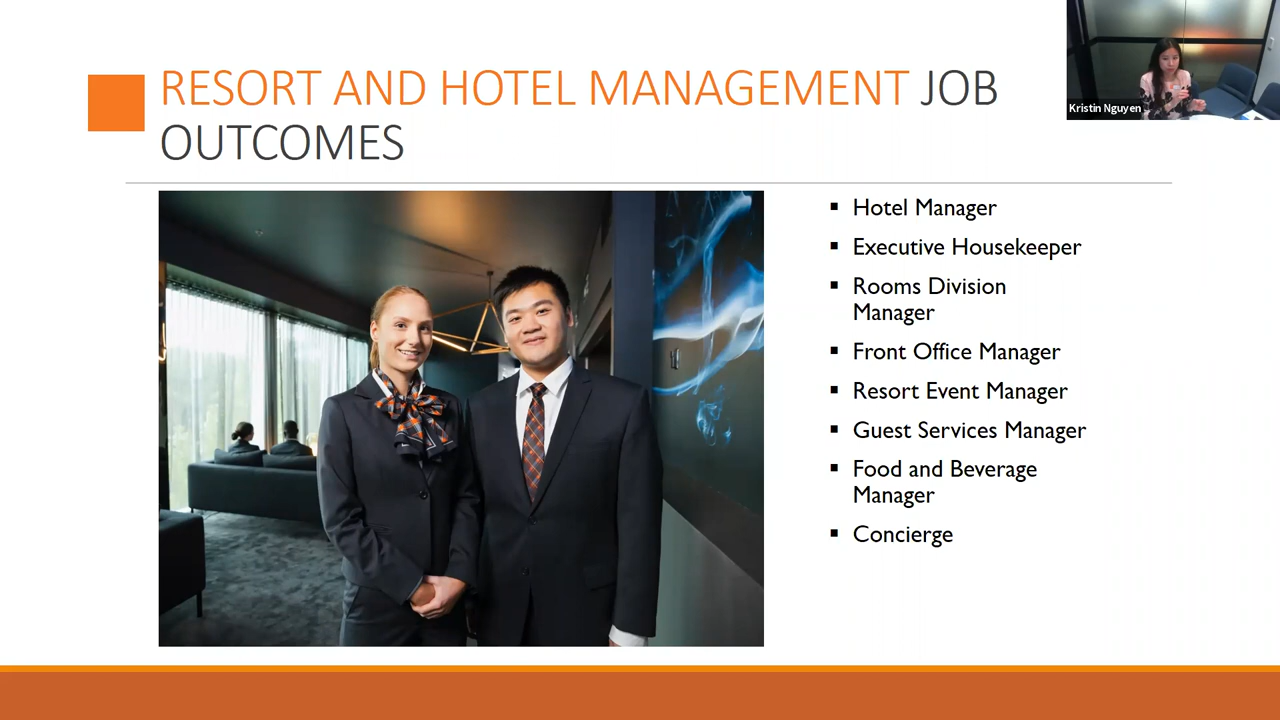 RESORT AND HOTEL MANAGEMENT JOB
OUTCOMES
Kristin Nguyen
▪ Hotel Manager
▪ Executive Housekeeper
▪ Rooms Division
Manager
▪ Front Office Manager
▪ Resort Event Manager
▪ Guest Services Manager
▪ Food and Beverage
Manager
▪ Concierge